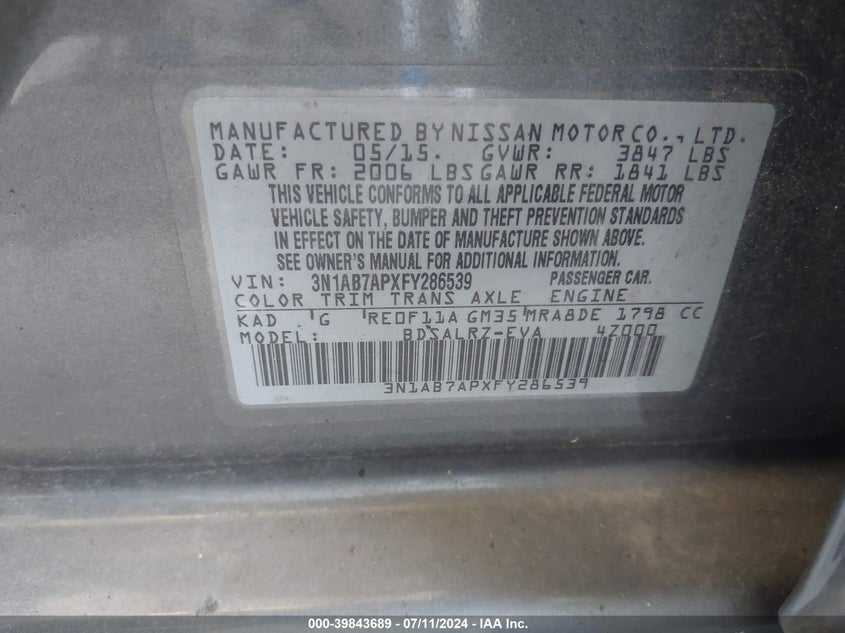 MANUFACTURED BY NISSAN MOTOR CO., LTD.
DATE: 05/15. GVWR: 3847 LBS
GAWR FR: 2006 LBS GAWR RR: 1841 LBS
THIS VEHICLE CONFORMS TO ALL APPLICABLE FEDERAL MOTOR
VEHICLE SAFETY, BUMPER AND THEFT PREVENTION STANDARDS
IN EFFECT ON THE DATE OF MANUFACTURE SHOWN ABOVE.
SEE OWNER'S MANUAL FOR ADDITIONAL INFORMATION.
VIN: 3N1AB7APXFY286539 PASSENGER CAR.
COLOR TRIM TRANS AXLE ENGINE
KAD G RE0F11A GM35 MRA8DE 1798 CC
MODEL: BDSALRZ-EVA 4Z000
3N1AB7APXFY286539
000-39843689 - 07/11/2024 - IAA Inc.